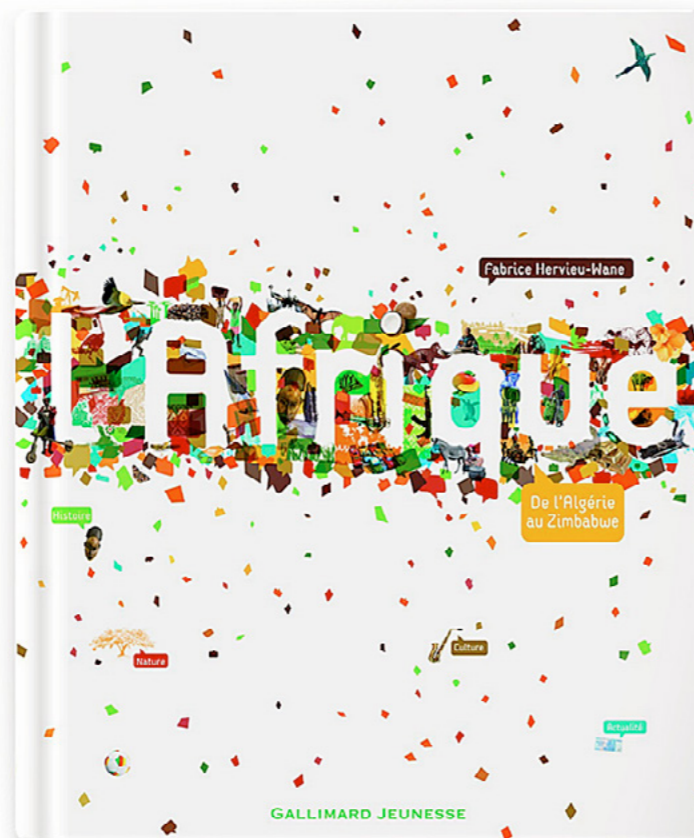 Fabrice Hervieu-Wane
L'Afrique
De l'Algérie
au Zimbabwe
Histoire
Nature
Culture
Actualité
GALLIMARD JEUNESSE